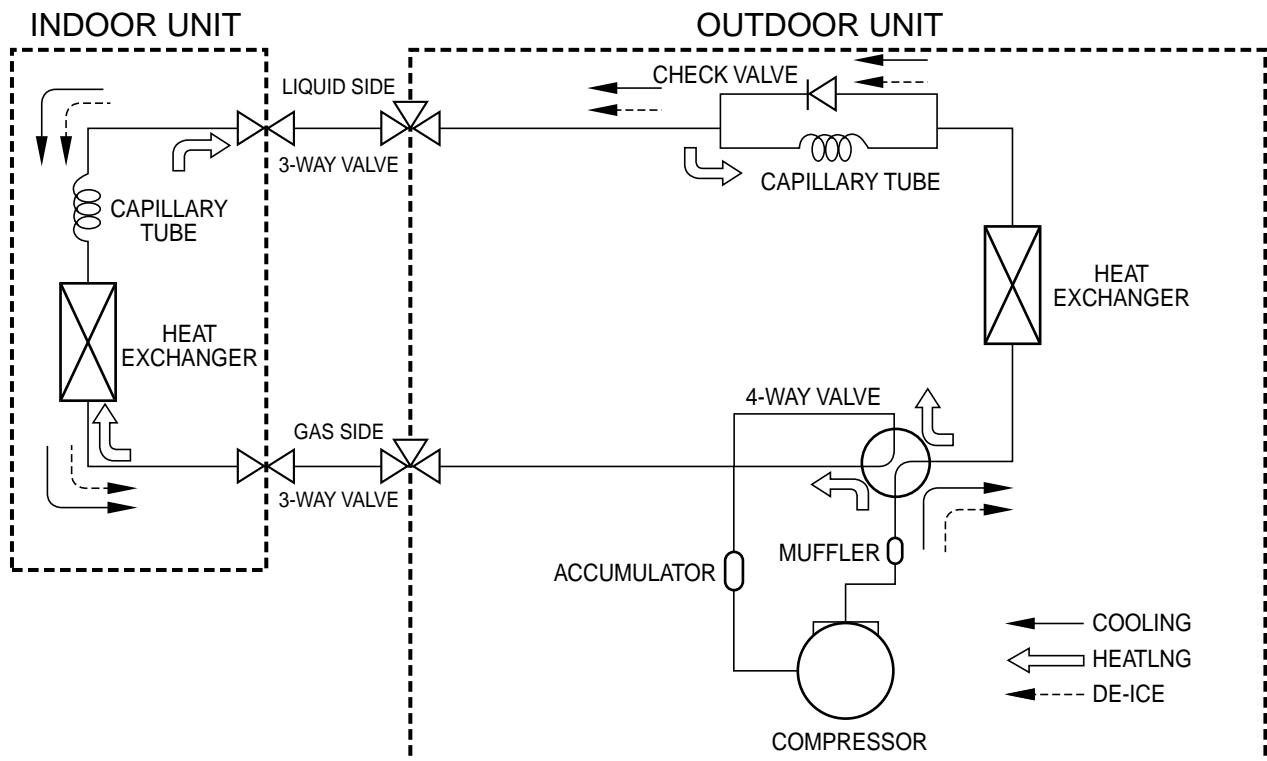 INDOOR UNIT
OUTDOOR UNIT
LIQUID SIDE
3-WAY VALVE
CHECK VALVE
CAPILLARY TUBE
CAPILLARY
TUBE
HEAT
EXCHANGER
HEAT
EXCHANGER
GAS SIDE
3-WAY VALVE
4-WAY VALVE
MUFFLER
ACCUMULATOR
COMPRESSOR
COOLING
HEATLNG
DE-ICE